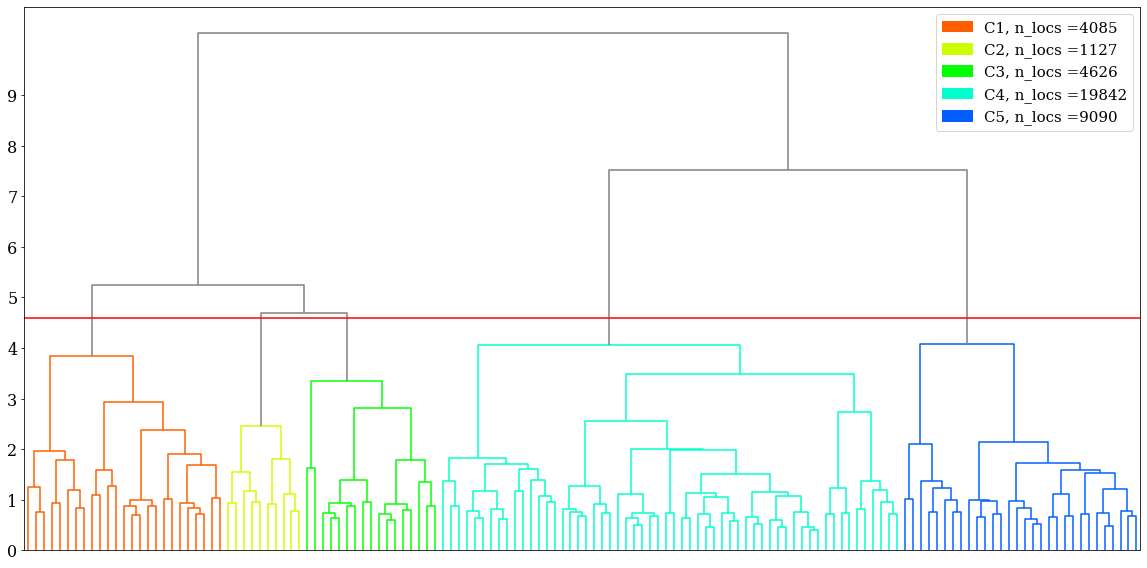 C1, n_locs =4085
C2, n_locs =1127
C3, n_locs =4626
C4, n_locs =19842
C5, n_locs =9090
9
8
7
6
5
4
3
2
1
0